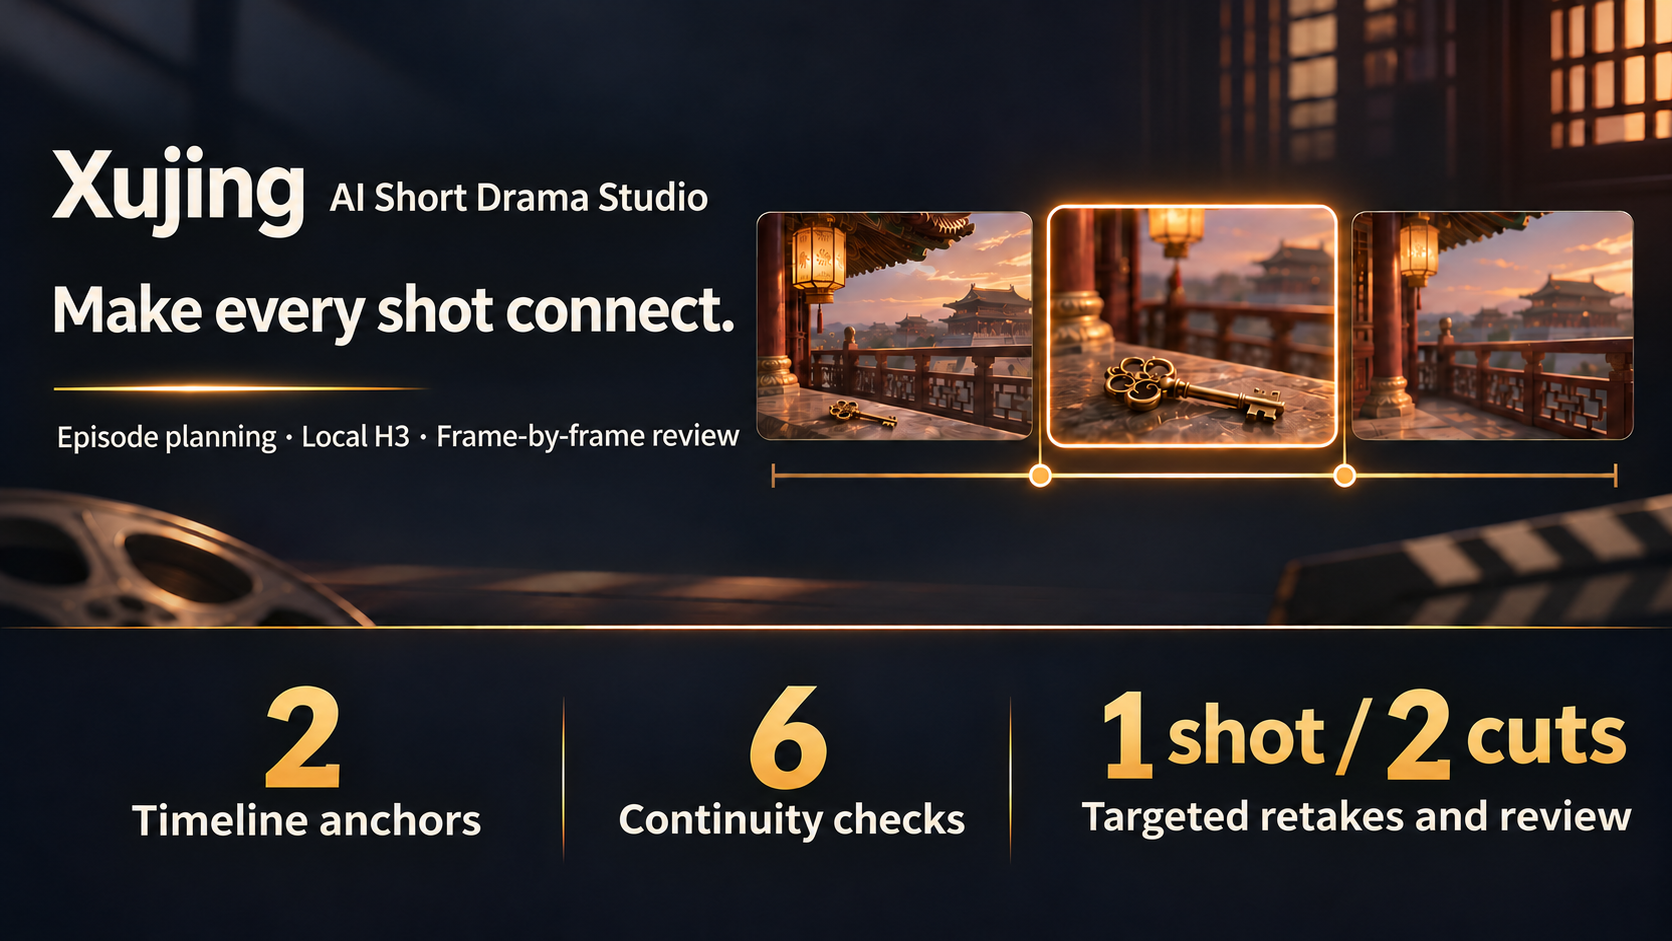 Xujing AI Short Drama Studio
Make every shot connect.
Episode planning · Local H3 · Frame-by-frame review
2
Timeline anchors
6
Continuity checks
1 shot / 2 cuts
Targeted retakes and review